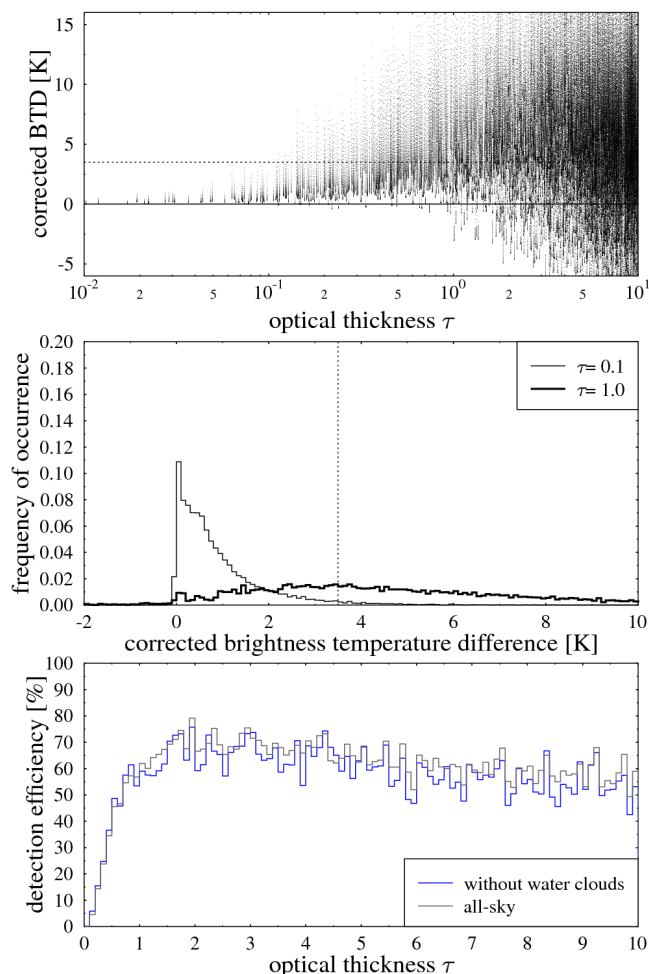 corrected BTD [K]
15
10
5
0
-5
10-2 2 5 10-1 2 5 100 2 5 101
optical thickness τ
frequency of occurrence
0.20
0.18
0.16
0.14
0.12
0.10
0.08
0.06
0.04
0.02
0.00
τ= 0.1
τ= 1.0
-2 0 2 4 6 8 10
corrected brightness temperature difference [K]
detection efficiency [%]
100
90
80
70
60
50
40
30
20
10
0
without water clouds
all-sky
0 1 2 3 4 5 6 7 8 9 10
optical thickness τ